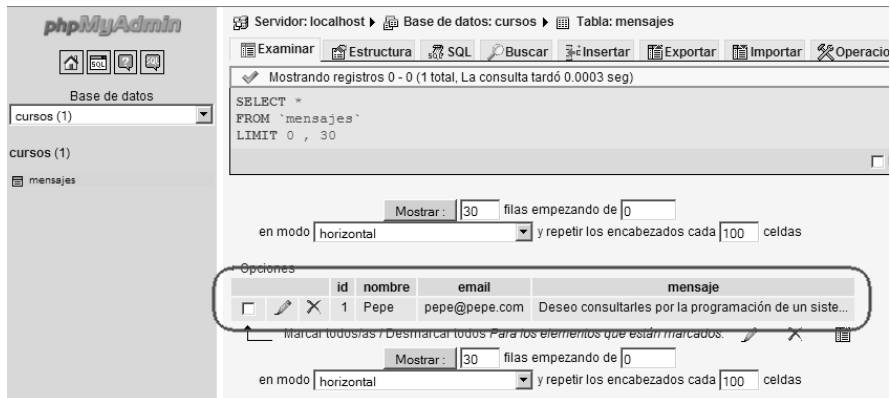 phpMyAdmin
SQL
SQL
Base de datos
cursos (1)
cursos (1)
mensajes
Servidor: localhost Base de datos: cursos Tabla: mensajes
Examinar Estructura SQL Buscar Insertar Exportar Importar Operacio
Mostrando registros 0 - 0 (1 total, La consulta tardó 0.0003 seg)
SELECT *
FROM `mensajes`
LIMIT 0 , 30
Mostrar : 30 filas empezando de 0
en modo horizontal y repetir los encabezados cada 100 celdas
Opciones
id nombre email mensaje
1 Pepe pepe@pepe.com Deseo consultarles por la programación de un siste...
Marcar todos/as / Desmarcar todos Para los elementos que están marcados:
Mostrar : 30 filas empezando de 0
en modo horizontal y repetir los encabezados cada 100 celdas